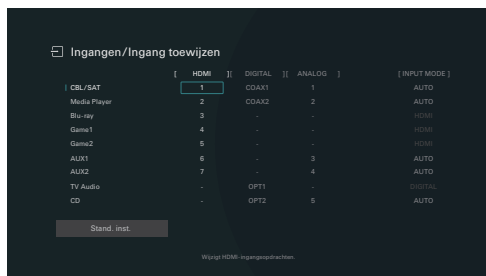 Ingangen/Ingang toewijzen
[ HDMI ][ DIGITAL ][ ANALOG ] [ INPUT MODE ]
CBL/SAT 1 COAX1 1 AUTO
Media Player 2 COAX2 2 AUTO
Blu-ray 3 - - HDMI
Game1 4 - - HDMI
Game2 5 - - HDMI
AUX1 6 - 3 AUTO
AUX2 7 - 4 AUTO
TV Audio - OPT1 - DIGITAL
CD - OPT2 5 AUTO
Stand. inst.
Wijzigt HDMI-ingangsopdrachten.